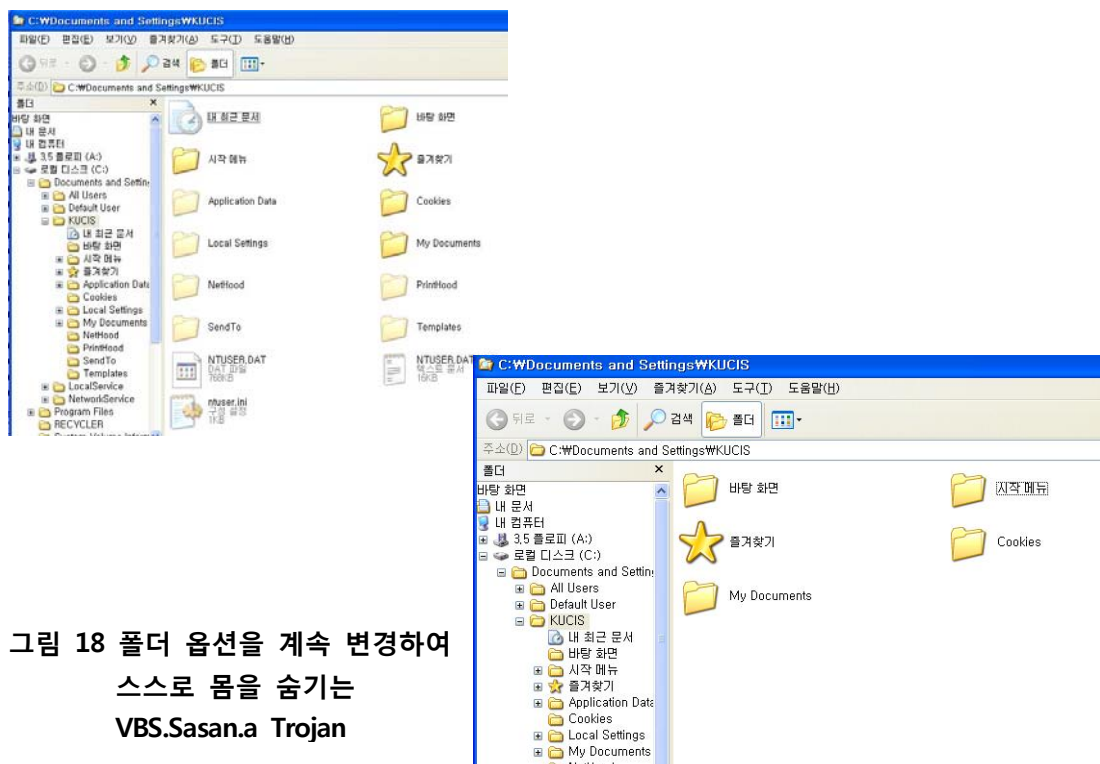 C:₩Documents and Settings₩KUCIS
파일(F) 편집(E) 보기(V) 즐겨찾기(A) 도구(T) 도움말(H)
뒤로 검색 폴더
주소(D) C:₩Documents and Settings₩KUCIS
폴더
바탕 화면
내 문서
내 컴퓨터
3,5 플로피 (A:)
로컬 디스크 (C:)
Documents and Setting
All Users
Default User
KUCIS
내 최근 문서
바탕 화면
시작 메뉴
즐겨찾기
Application Data
Cookies
Local Settings
My Documents
NetHood
PrintHood
SendTo
Templates
LocalService
NetworkService
Program Files
RECYCLER
System Volume Informat
내 최근 문서 바탕 화면
시작 메뉴 즐겨찾기
Application Data Cookies
Local Settings My Documents
NetHood PrintHood
SendTo Templates
NTUSER.DAT NTUSER.DAT
DAT 파일 텍스트 문서
768KB 16KB
ntuser.ini
구성 설정
1KB
C:₩Documents and Settings₩KUCIS
파일(F) 편집(E) 보기(V) 즐겨찾기(A) 도구(T) 도움말(H)
뒤로 검색 폴더
주소(D) C:₩Documents and Settings₩KUCIS
폴더
바탕 화면
내 문서
내 컴퓨터
3,5 플로피 (A:)
로컬 디스크 (C:)
Documents and Setting
All Users
Default User
KUCIS
내 최근 문서
바탕 화면
시작 메뉴
즐겨찾기
Application Data
Cookies
Local Settings
My Documents
바탕 화면 시작 메뉴
즐겨찾기 Cookies
My Documents
그림 18 폴더 옵션을 계속 변경하여
스스로 몸을 숨기는
VBS.Sasan.a Trojan